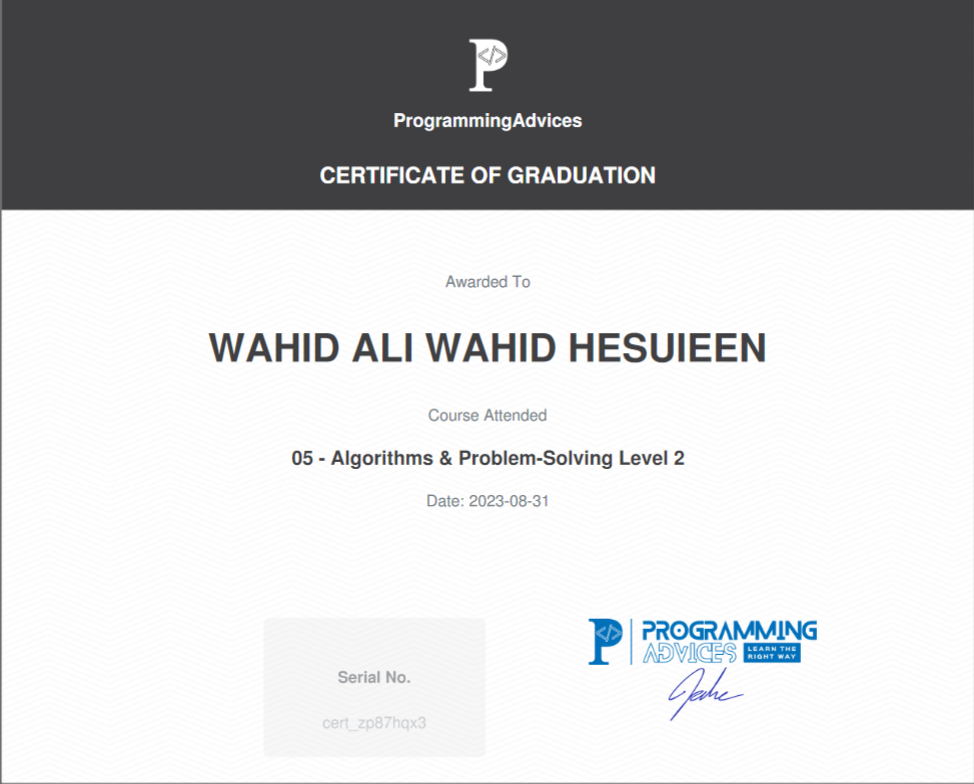 P
ProgrammingAdvices
CERTIFICATE OF GRADUATION
Awarded To
WAHID ALI WAHID HESUIEEN
Course Attended
05 - Algorithms & Problem-Solving Level 2
Date: 2023-08-31
Serial No.
cert_zp87hqx3
P PROGRAMMING
ADVICES LEARN THE
RIGHT WAY